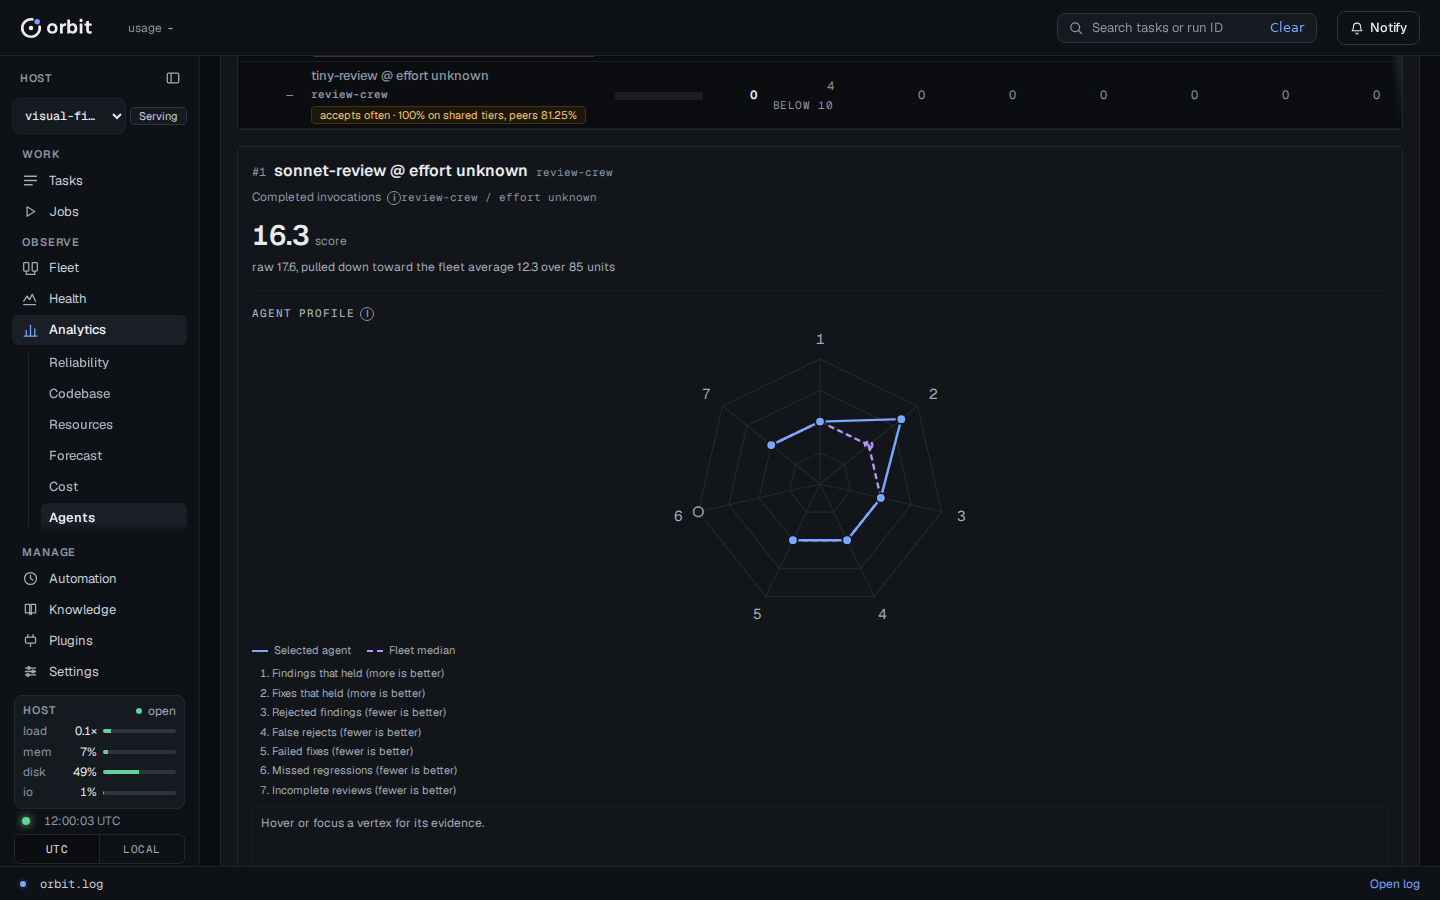 orbit
usage -
Search tasks or run ID
Clear
Notify
HOST
visual-fi…
Serving
WORK
Tasks
Jobs
OBSERVE
Fleet
Health
Analytics
Reliability
Codebase
Resources
Forecast
Cost
Agents
MANAGE
Automation
Knowledge
Plugins
Settings
HOST
open
load 0.1×
mem 7%
disk 49%
io 1%
12:00:03 UTC
UTC
LOCAL
tiny-review @ effort unknown
– review-crew
accepts often · 100% on shared tiers, peers 81.25%
0
4
BELOW 10
0 0 0 0 0 0
#1 sonnet-review @ effort unknown review-crew
Completed invocations review-crew / effort unknown
16.3 score
raw 17.6, pulled down toward the fleet average 12.3 over 85 units
AGENT PROFILE
1
2
3
4
5
6
7
Selected agent
Fleet median
1. Findings that held (more is better)
2. Fixes that held (more is better)
3. Rejected findings (fewer is better)
4. False rejects (fewer is better)
5. Failed fixes (fewer is better)
6. Missed regressions (fewer is better)
7. Incomplete reviews (fewer is better)
Hover or focus a vertex for its evidence.
orbit.log
Open log